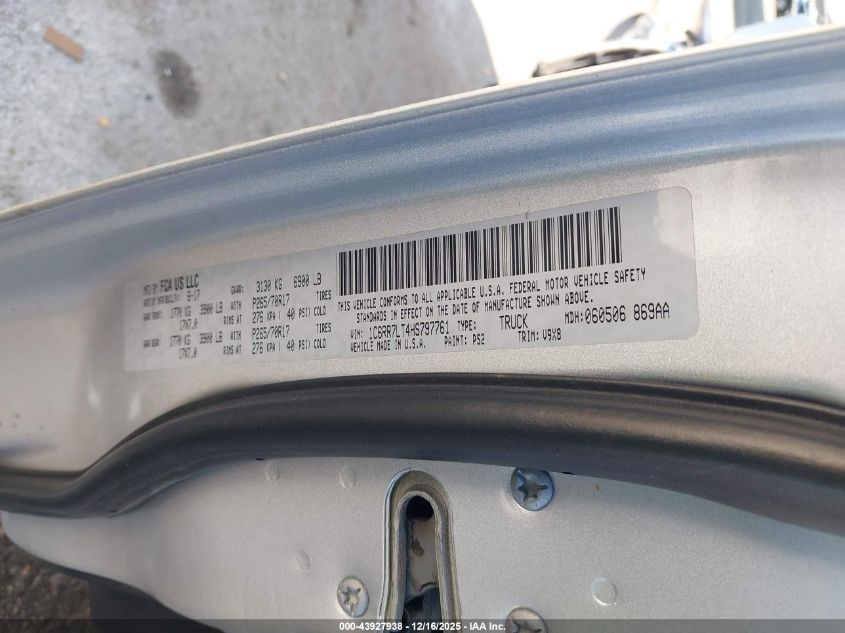 MFD BY FCA US LLC
6-17
GVWR: 3130 KG 6900 LB
1770 KG 3900 LB WITH P265/70R17 TIRES
17X7.0 RIMS AT 276 KPA ( 40 PSI) COLD
GAWR REAR: 1770 KG 3900 LB WITH P265/70R17 TIRES
17X7.0 RIMS AT 276 KPA ( 40 PSI) COLD
THIS VEHICLE CONFORMS TO ALL APPLICABLE U.S.A. FEDERAL MOTOR VEHICLE SAFETY
STANDARDS IN EFFECT ON THE DATE OF MANUFACTURE SHOWN ABOVE.
VIN: 1C6RR7LT4HS797761 TYPE: TRUCK MDH:060506 869AA
VEHICLE MADE IN U.S.A. PAINT: PS2 TRIM: V9X8
000-43927938 - 12/16/2025 - IAA Inc.